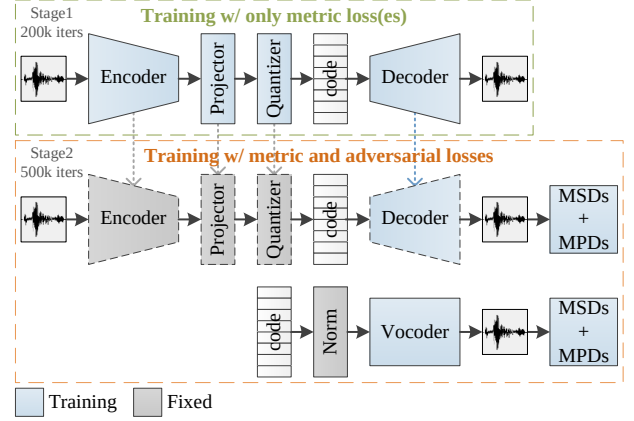 Stage1
200k iters
Training w/ only metric loss(es)
Encoder
Projector
Quantizer
code
Decoder
Stage2
500k iters
Training w/ metric and adversarial losses
Encoder
Projector
Quantizer
code
Decoder
MSDs
+
MPDs
code
Norm
Vocoder
MSDs
+
MPDs
Training
Fixed